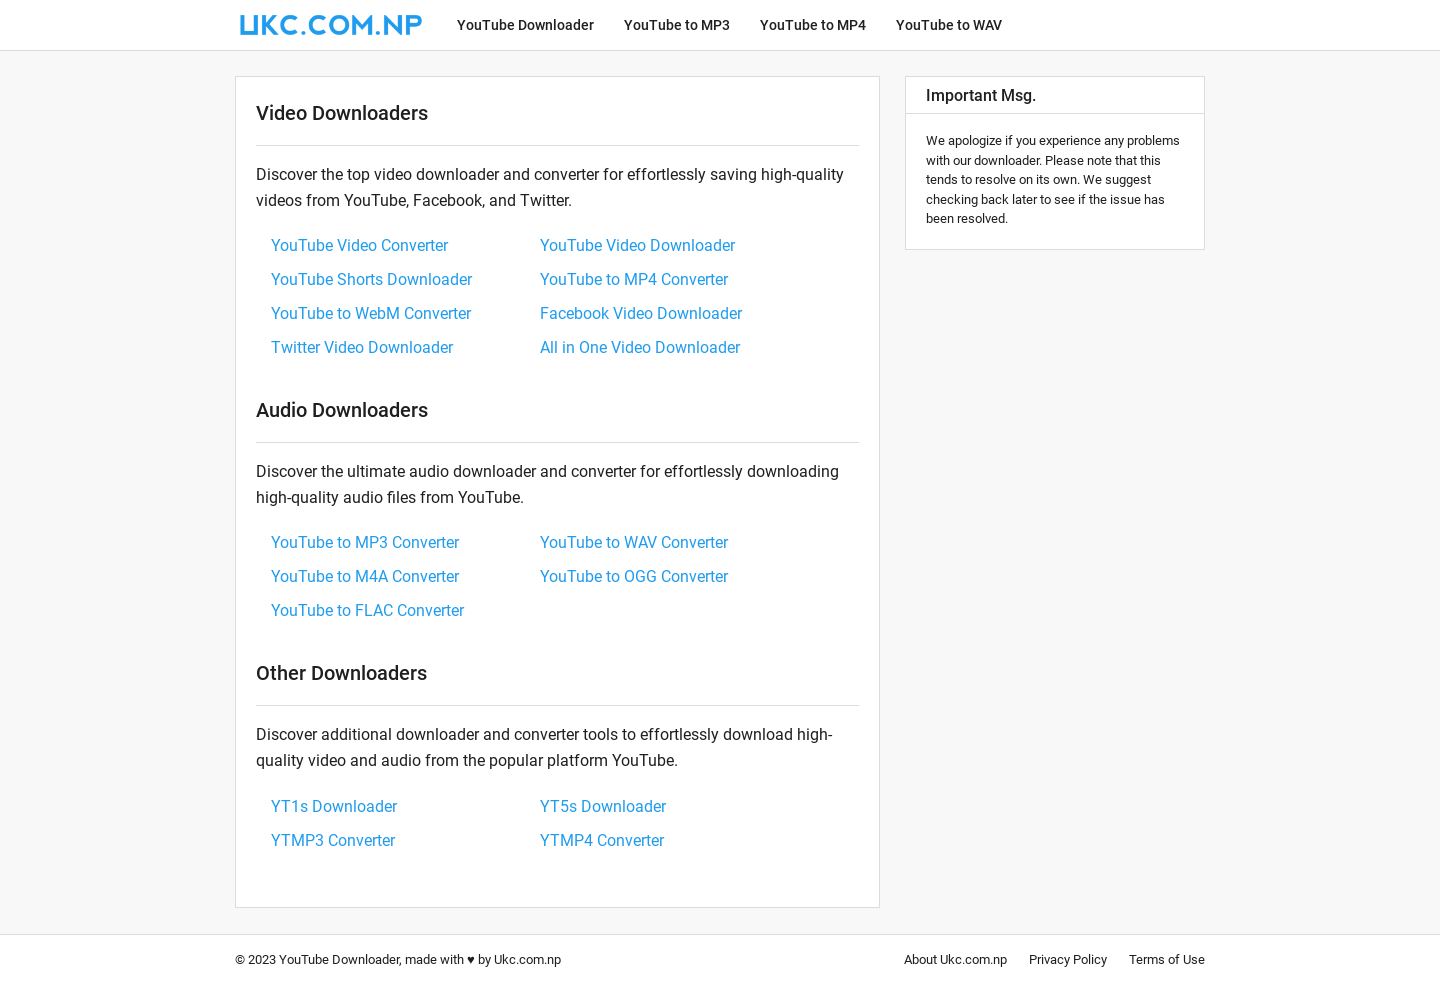 UKC.COM.NP
YouTube Downloader
YouTube to MP3
YouTube to MP4
YouTube to WAV
Video Downloaders
Discover the top video downloader and converter for effortlessly saving high-quality
videos from YouTube, Facebook, and Twitter.
YouTube Video Converter
YouTube Video Downloader
YouTube Shorts Downloader
YouTube to MP4 Converter
YouTube to WebM Converter
Facebook Video Downloader
Twitter Video Downloader
All in One Video Downloader
Audio Downloaders
Discover the ultimate audio downloader and converter for effortlessly downloading
high-quality audio files from YouTube.
YouTube to MP3 Converter
YouTube to WAV Converter
YouTube to M4A Converter
YouTube to OGG Converter
YouTube to FLAC Converter
Other Downloaders
Discover additional downloader and converter tools to effortlessly download high-
quality video and audio from the popular platform YouTube.
YT1s Downloader
YT5s Downloader
YTMP3 Converter
YTMP4 Converter
Important Msg.
We apologize if you experience any problems
with our downloader. Please note that this
tends to resolve on its own. We suggest
checking back later to see if the issue has
been resolved.
© 2023 YouTube Downloader, made with ♥ by Ukc.com.np
About Ukc.com.np
Privacy Policy
Terms of Use